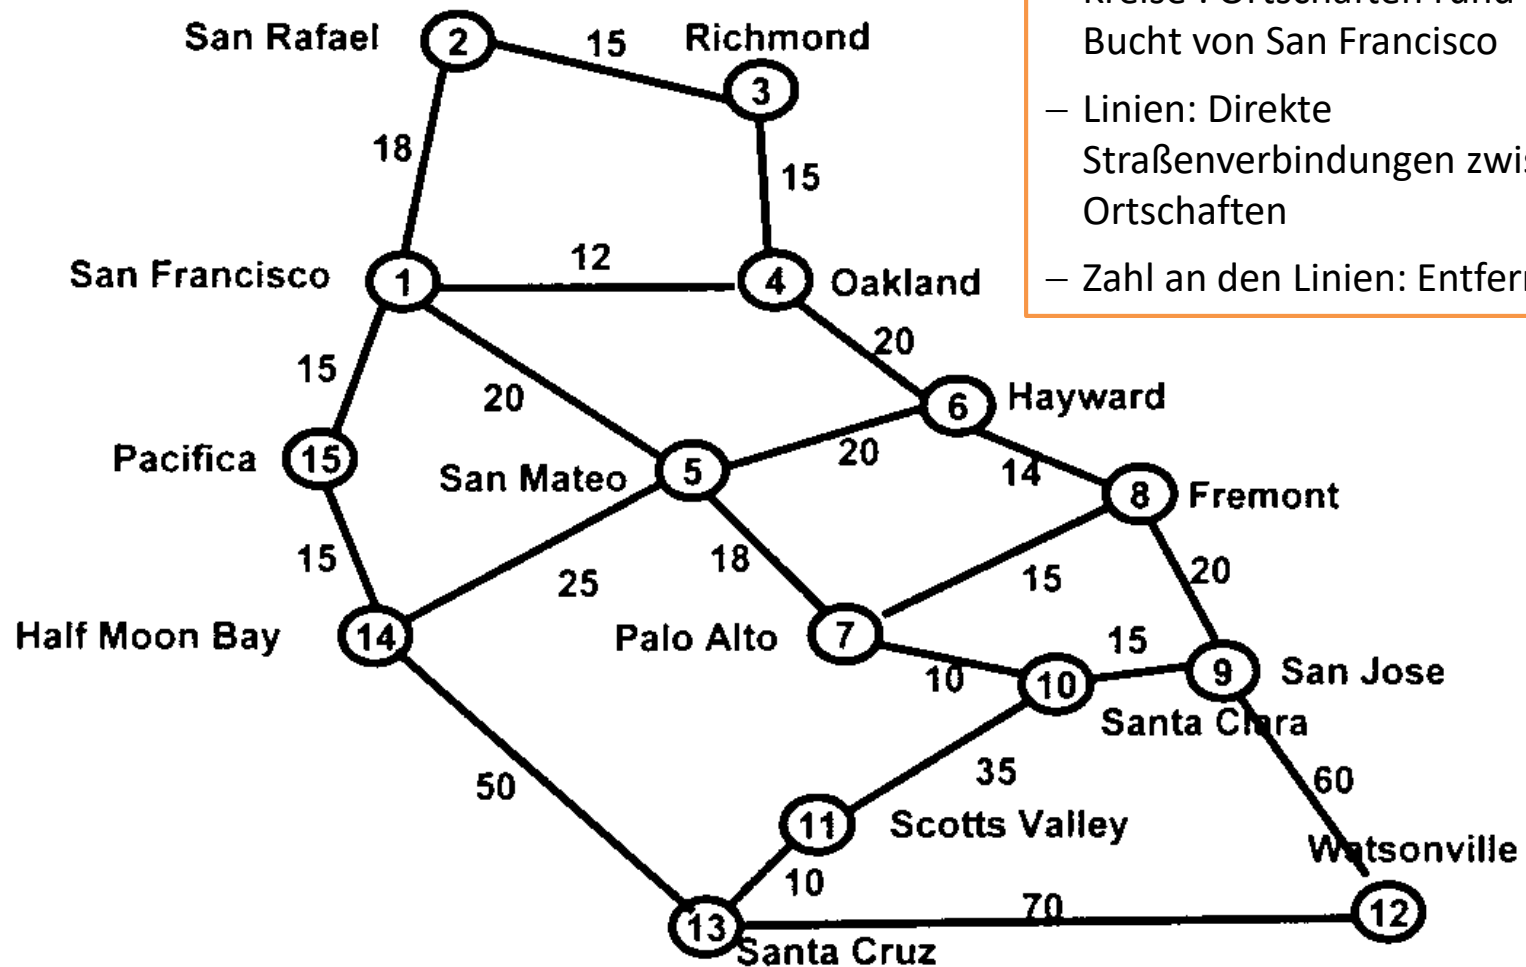 Bucht von San Francisco
– Linien: Direkte
Straßenverbindungen
Ortschaften
– Zahl an den Linien:
San Rafael 2 15 Richmond
3
18 15
San Francisco 1 12 4 Oakland
15 20 20
6 Hayward
Pacifica 15 San Mateo 5 20 14
8 Fremont
15 25 18 15 20
Half Moon Bay 14 Palo Alto 7 10 15
10 9 San Jose
Santa Clara
50 35 60
11 Scotts Valley
Watsonville
10
13 70 12
Santa Cruz